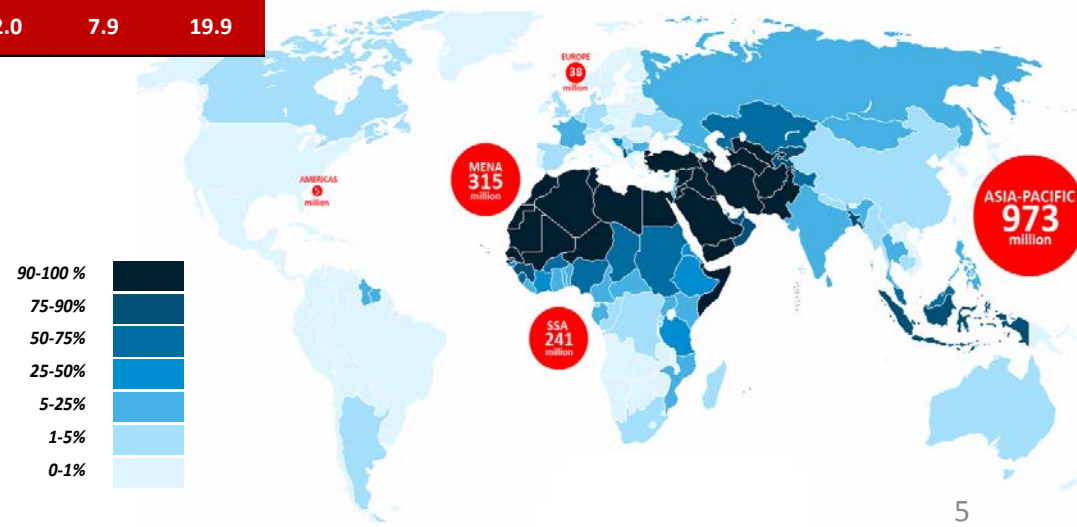 2.0 7.9 19.9
EUROPE
38
million
MENA
315
million
AMERICAS
5
million
ASIA-PACIFIC
973
million
90-100 %
75-90%
50-75%
25-50%
5-25%
1-5%
0-1%
SSA
241
million
5